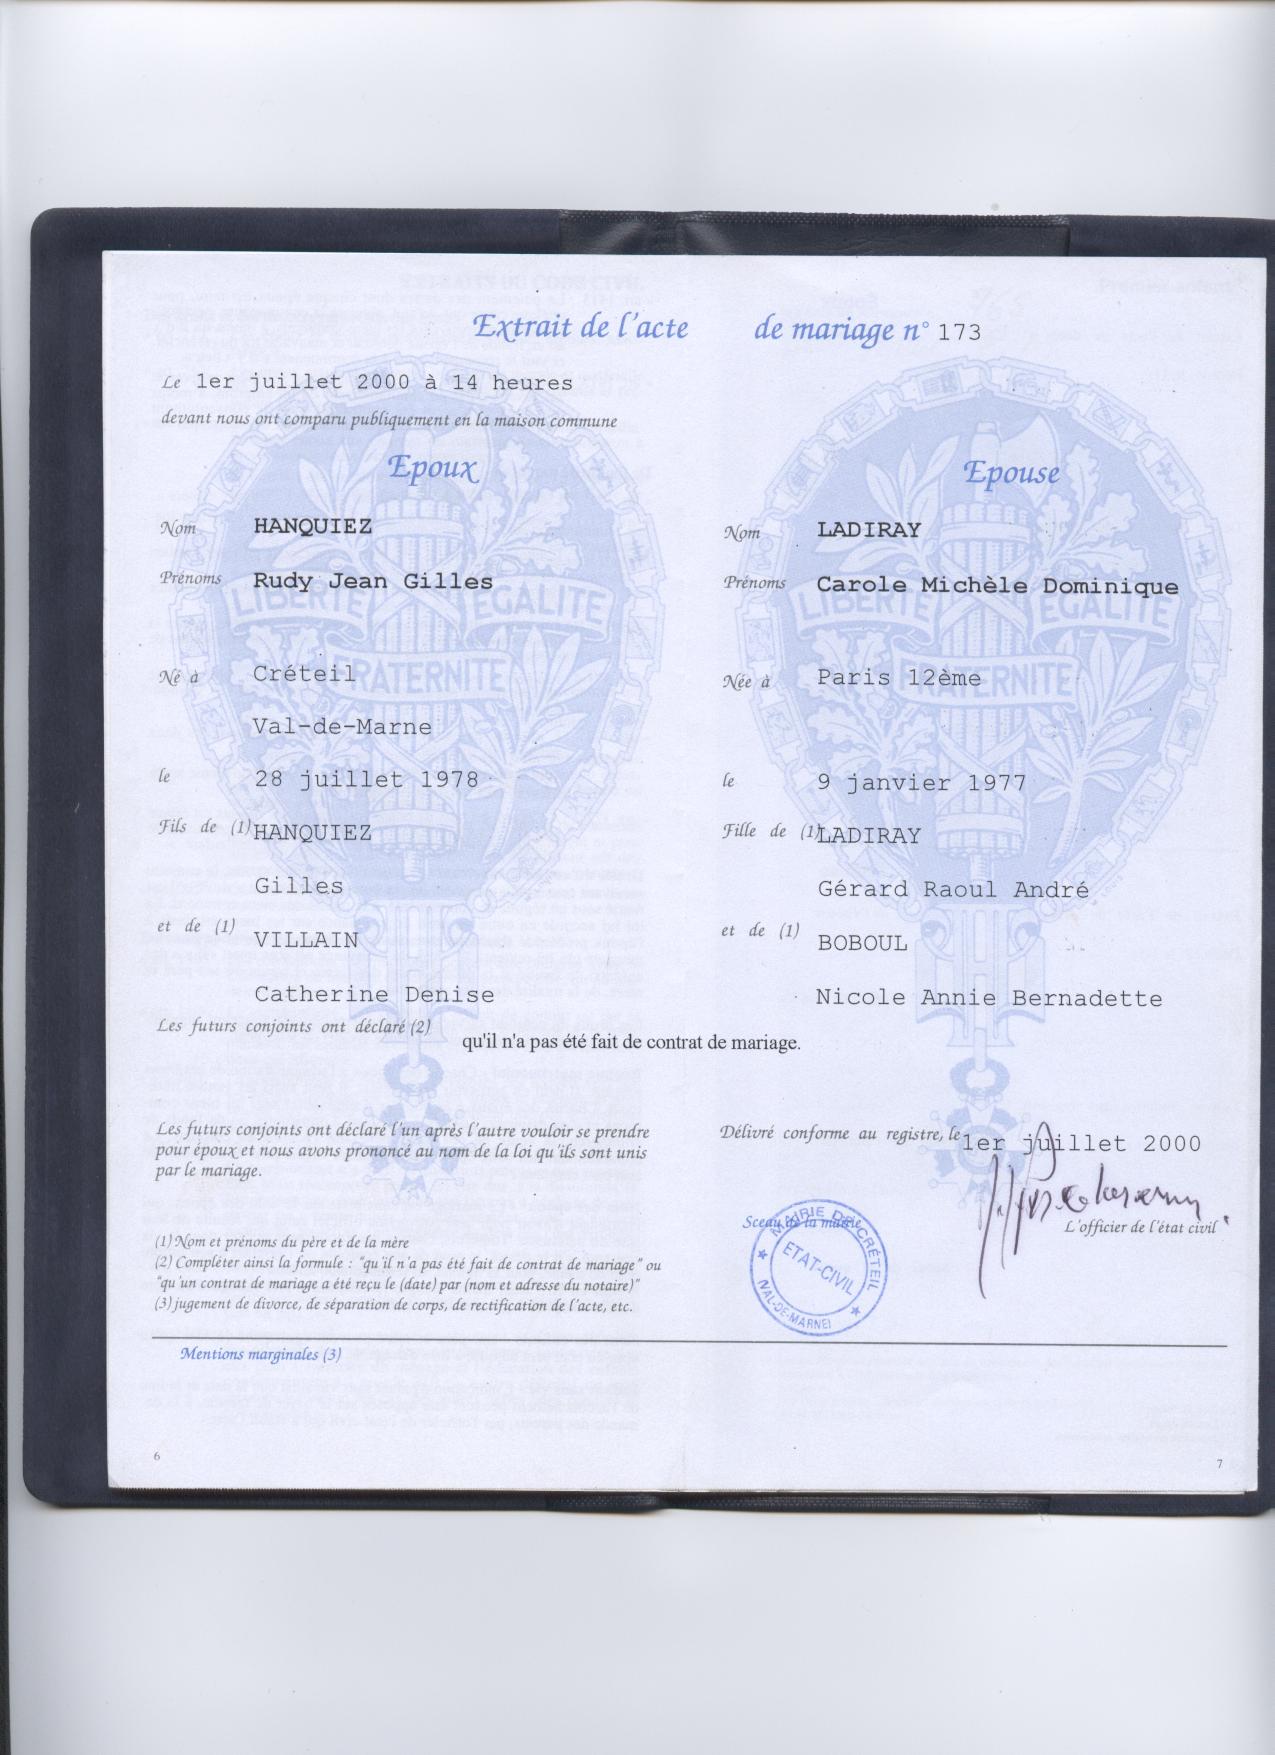 Extrait de l'acte de mariage n° 173
Le 1er juillet 2000 à 14 heures
devant nous ont comparu publiquement en la maison commune
Epoux
Nom HANQUIEZ
Prénoms Rudy Jean Gilles
Né à Créteil
Val-de-Marne
le 28 juillet 1978
Fils de (1) HANQUIEZ
Gilles
et de (1) VILLAIN
Catherine Denise
Epouse
Nom LADIRAY
Prénoms Carole Michèle Dominique
Née à Paris 12ème
le 9 janvier 1977
Fille de (1) LADIRAY
Gérard Raoul André
et de (1) BOBOUL
Nicole Annie Bernadette
LIBERTE EGALITE
FRATERNITE
LIBERTE EGALITE
FRATERNITE
Les futurs conjoints ont déclaré (2)
qu'il n'a pas été fait de contrat de mariage.
Les futurs conjoints ont déclaré l'un après l'autre vouloir se prendre
pour époux et nous avons prononcé au nom de la loi qu'ils sont unis
par le mariage.
Délivré conforme au registre, le 1er juillet 2000
Sceau de la mairie
L'officier de l'état civil
MAIRIE DE CRÉTEIL
ETAT-CIVIL
(VAL-DE-MARNE)
(1) Nom et prénoms du père et de la mère
(2) Compléter ainsi la formule : "qu'il n'a pas été fait de contrat de mariage" ou
"qu'un contrat de mariage a été reçu le (date) par (nom et adresse du notaire)"
(3) jugement de divorce, de séparation de corps, de rectification de l'acte, etc.
Mentions marginales (3)
6
7